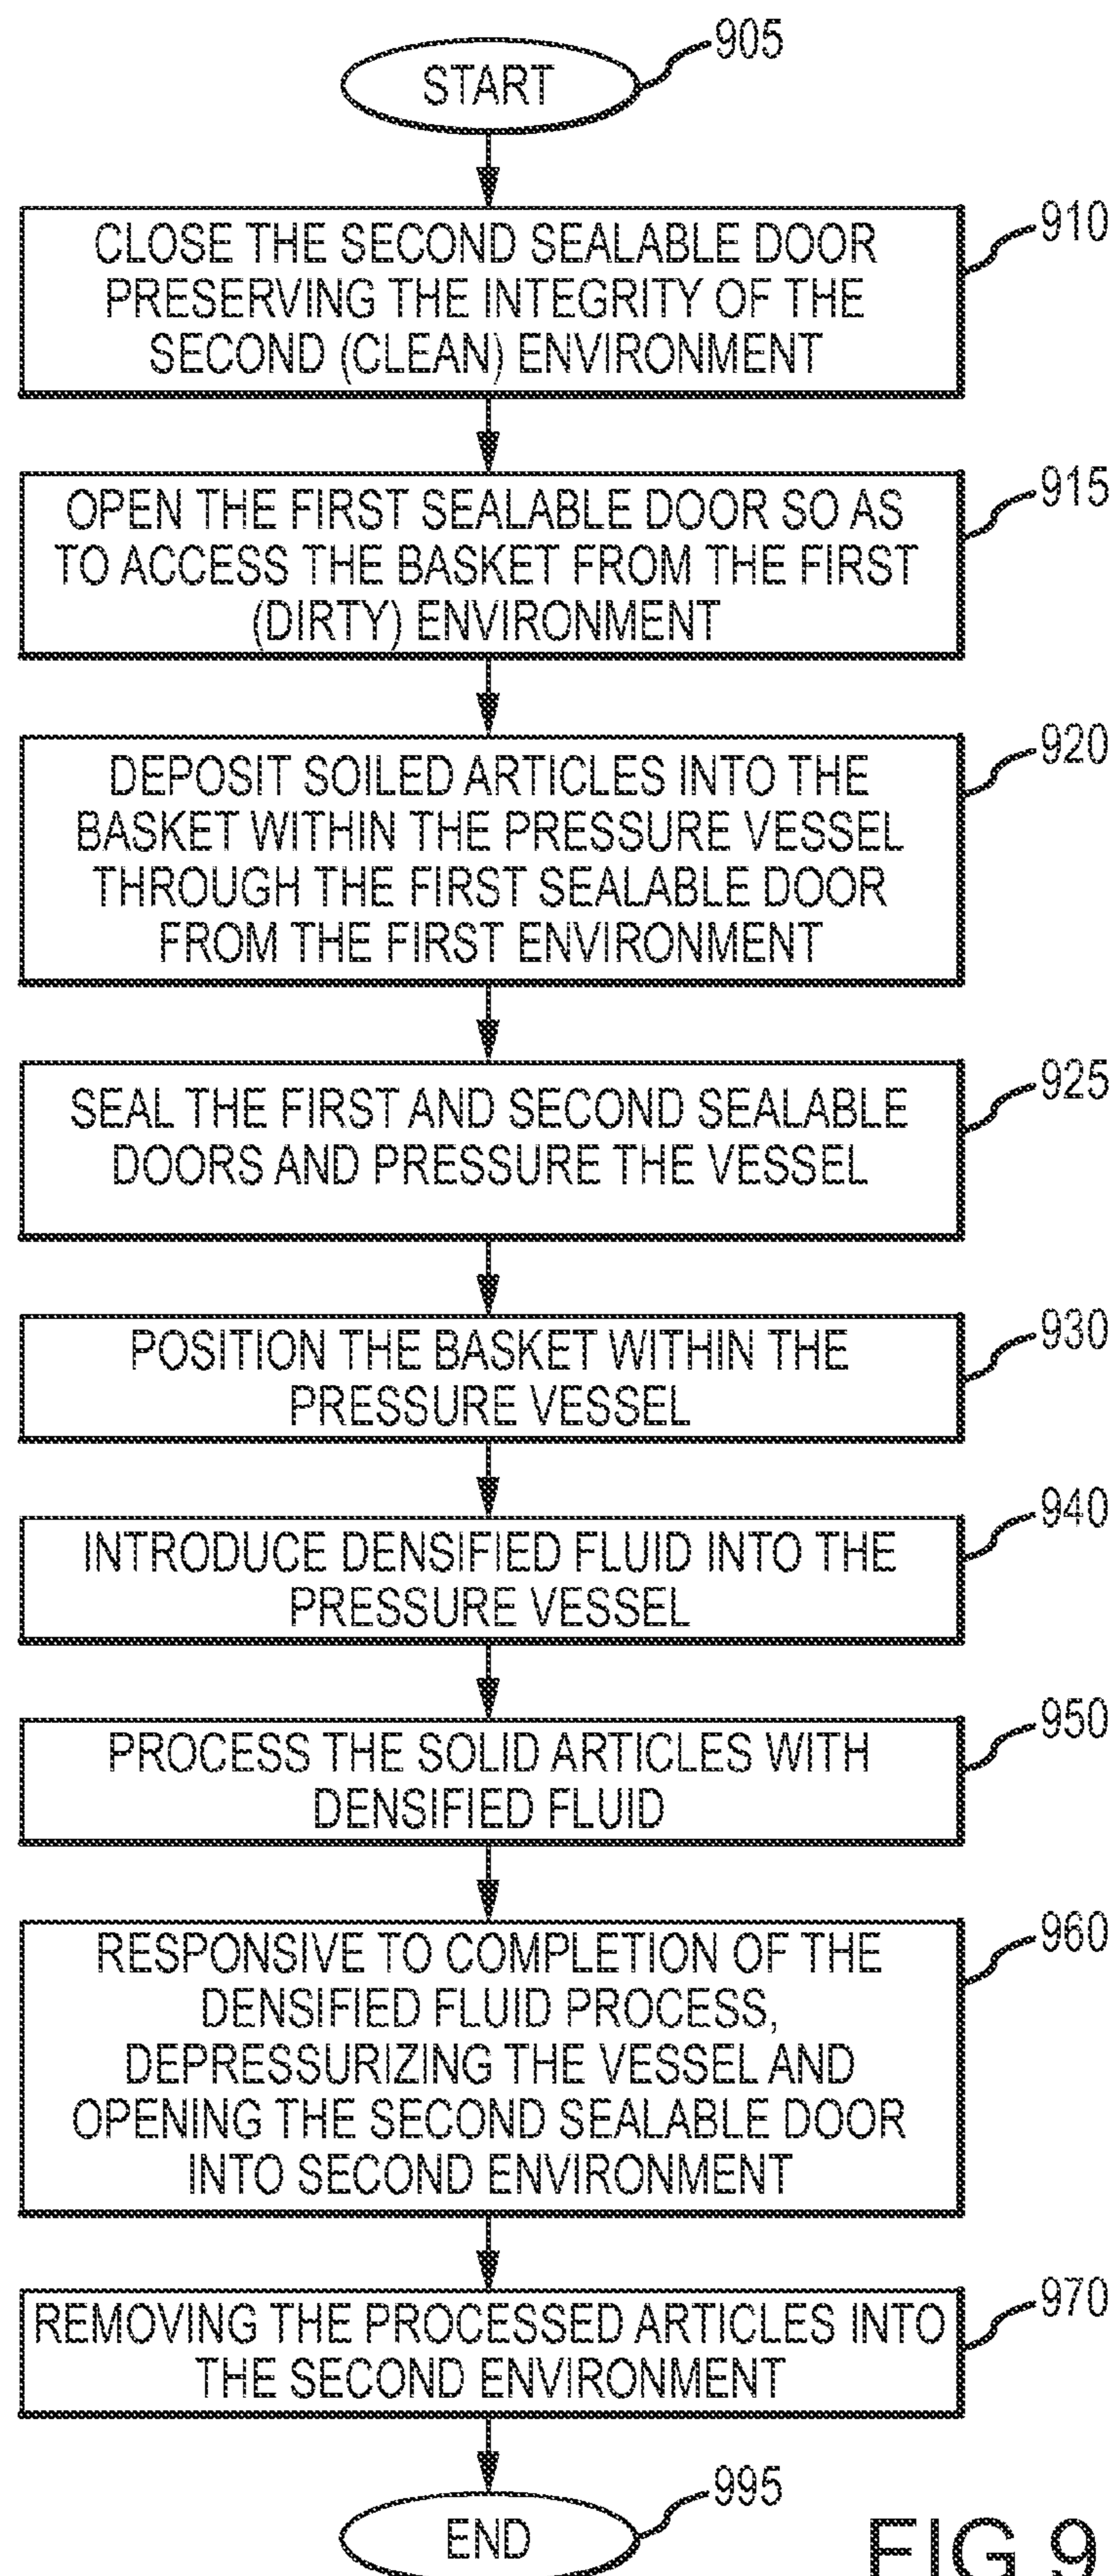 START
905
CLOSE THE SECOND SEALABLE DOOR
PRESERVING THE INTEGRITY OF THE
SECOND (CLEAN) ENVIRONMENT
910
OPEN THE FIRST SEALABLE DOOR SO AS
TO ACCESS THE BASKET FROM THE FIRST
(DIRTY) ENVIRONMENT
915
DEPOSIT SOILED ARTICLES INTO THE
BASKET WITHIN THE PRESSURE VESSEL
THROUGH THE FIRST SEALABLE DOOR
FROM THE FIRST ENVIRONMENT
920
SEAL THE FIRST AND SECOND SEALABLE
DOORS AND PRESSURE THE VESSEL
925
POSITION THE BASKET WITHIN THE
PRESSURE VESSEL
930
INTRODUCE DENSIFIED FLUID INTO THE
PRESSURE VESSEL
940
PROCESS THE SOLID ARTICLES WITH
DENSIFIED FLUID
950
RESPONSIVE TO COMPLETION OF THE
DENSIFIED FLUID PROCESS,
DEPRESSURIZING THE VESSEL AND
OPENING THE SECOND SEALABLE DOOR
INTO SECOND ENVIRONMENT
960
REMOVING THE PROCESSED ARTICLES INTO
THE SECOND ENVIRONMENT
970
END
995
FIG.9